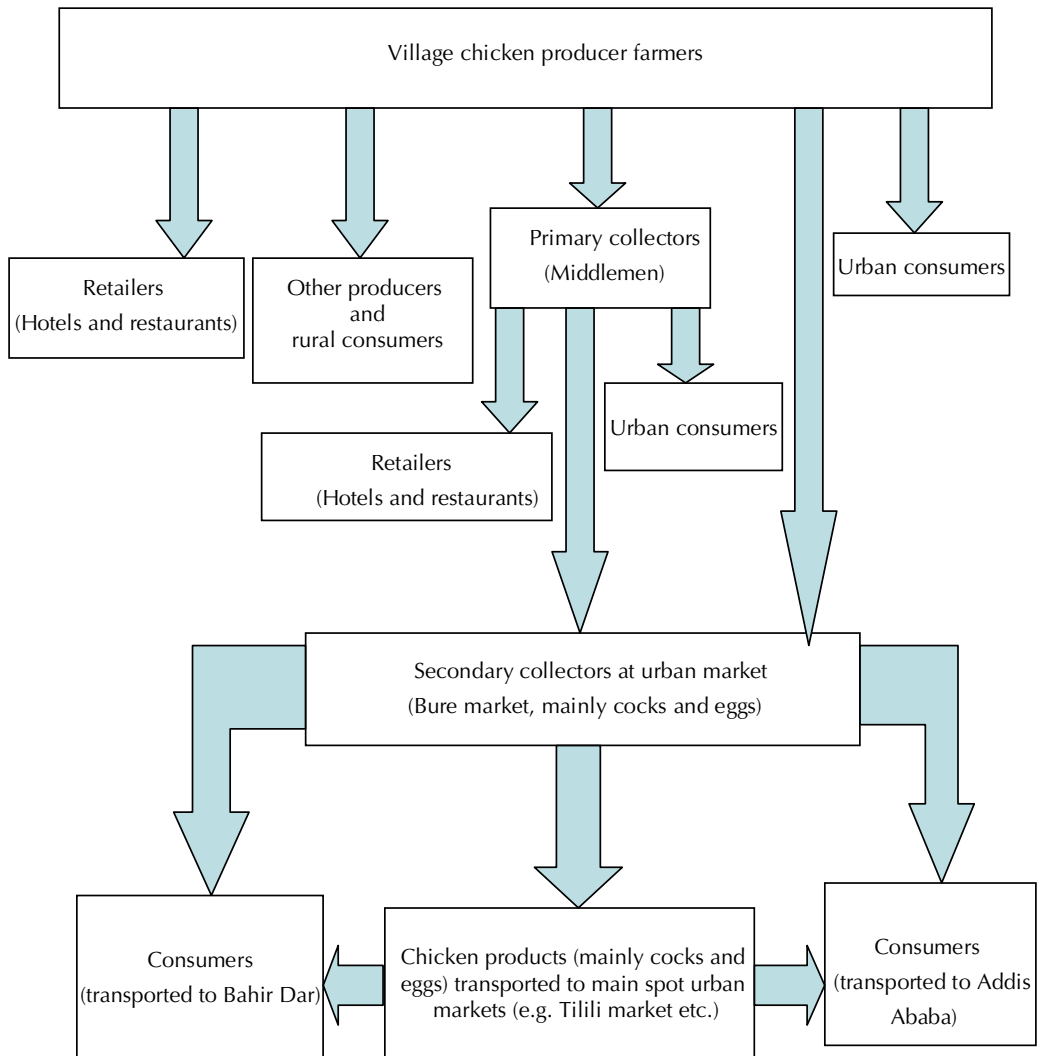 Village chicken producer farmers
Primary collectors
(Middlemen)
Urban consumers
Retailers
(Hotels and restaurants)
Other producers
and
rural consumers
Urban consumers
Retailers
(Hotels and restaurants)
Secondary collectors at urban market
(Bure market, mainly cocks and eggs)
Consumers
(transported to Bahir Dar)
Chicken products (mainly cocks and
eggs) transported to main spot urban
markets (e.g. Tilili market etc.)
Consumers
(transported to Addis
Ababa)